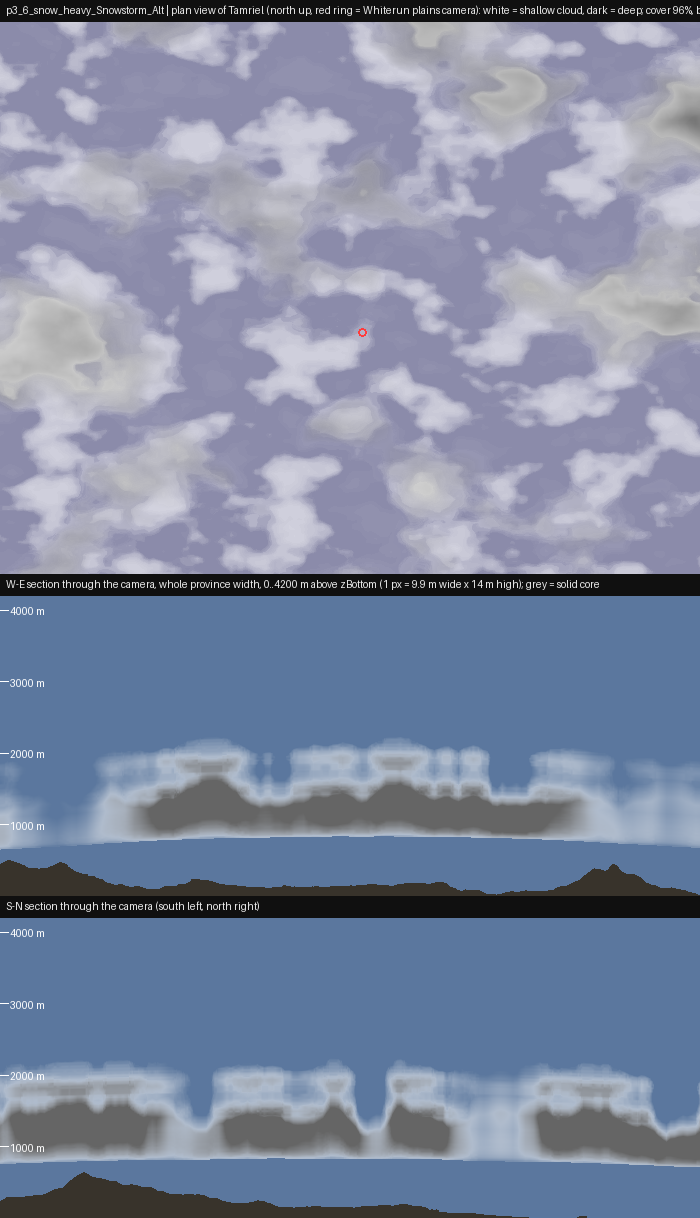 p3_6_snow_heavy_Snowstorm_Alt | plan view of Tamriel (north up, red ring = Whiterun plains camera): white = shallow cloud, dark = deep; cover 96%, b
W-E section through the camera, whole province width, 0..4200 m above zBottom (1 px = 9.9 m wide x 14 m high); grey = solid core
4000 m
3000 m
2000 m
1000 m
S-N section through the camera (south left, north right)
4000 m
3000 m
2000 m
1000 m